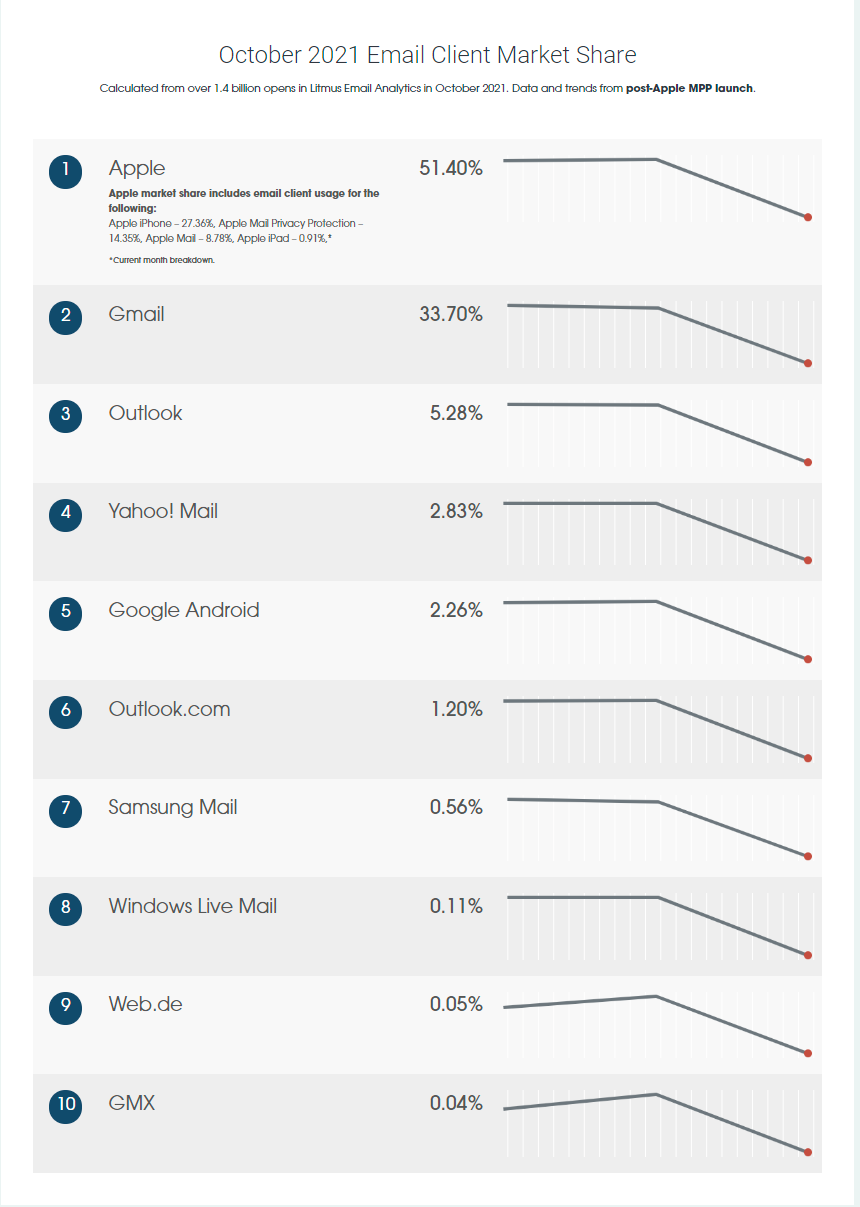 October 2021 Email Client Market Share
Calculated from over 1.4 billion opens in Litmus Email Analytics in October 2021. Data and trends from post-Apple MPP launch.
1 Apple 51.40%
Apple market share includes email client usage for the
following:
Apple iPhone – 27.36%, Apple Mail Privacy Protection –
14.35%, Apple Mail – 8.78%, Apple iPad – 0.91%,*
*Current month breakdown.
2 Gmail 33.70%
3 Outlook 5.28%
4 Yahoo! Mail 2.83%
5 Google Android 2.26%
6 Outlook.com 1.20%
7 Samsung Mail 0.56%
8 Windows Live Mail 0.11%
9 Web.de 0.05%
10 GMX 0.04%